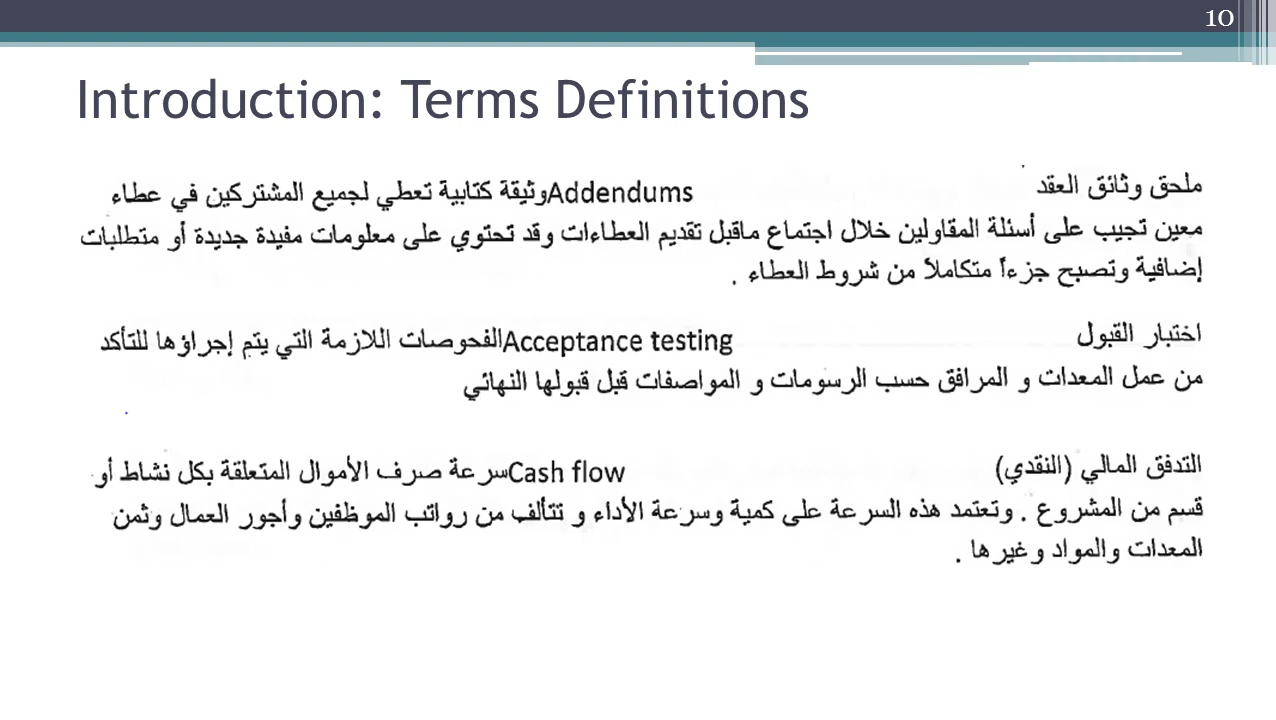 10
Introduction: Terms Definitions
ملحق وثائق العقد Addendumsوثيقة كتابية تعطي لجميع المشتركين في عطاء
معين تجيب على أسئلة المقاولين خلال اجتماع ماقبل تقديم العطاءات وقد تحتوي على معلومات مفيدة جديدة أو متطلبات
إضافية وتصبح جزءاً متكاملاً من شروط العطاء .
اختبار القبول Acceptance testingالفحوصات اللازمة التي يتم إجراؤها للتأكد
من عمل المعدات و المرافق حسب الرسومات و المواصفات قبل قبولها النهائي
التدفق المالي (النقدي) Cash flowسرعة صرف الأموال المتعلقة بكل نشاط أو
قسم من المشروع . وتعتمد هذه السرعة على كمية وسرعة الأداء و تتألف من رواتب الموظفين وأجور العمال وثمن
المعدات والمواد وغيرها .